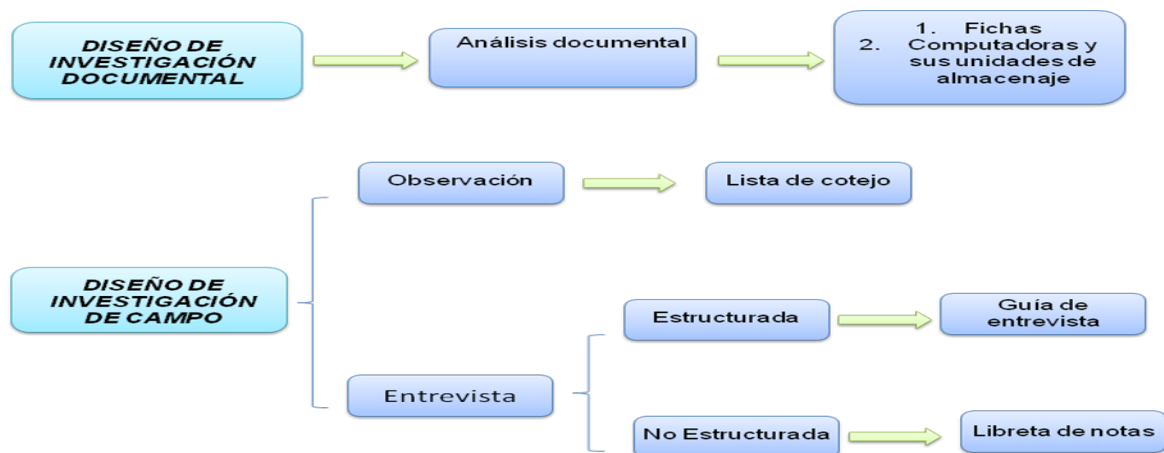 DISEÑO DE
INVESTIGACIÓN
DOCUMENTAL
Análisis documental
1. Fichas
2. Computadoras y
sus unidades de
almacenaje
Observación
Lista de cotejo
DISEÑO DE
INVESTIGACIÓN
DE CAMPO
Estructurada
Guía de
entrevista
Entrevista
No Estructurada
Libreta de notas